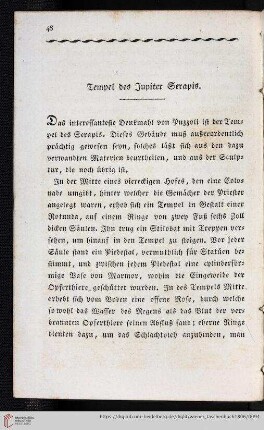 48
Tempel des Jupiter Serapis.
Das interessanteste Denkmahl von Puzzoli ist der Tem-
pel des Serapis. Dieses Gebäude muß außerordentlich
prächtig gewesen seyn, solches läßt sich aus den dazu
verwandten Materien beurtheilen, und aus der Sculp-
tur, die noch übrig ist.
In der Mitte eines viereckigen Hofes, den eine Colon-
nade umgibt, hinter welcher die Gemächer der Priester
angelegt waren, erhob sich ein Tempel in Gestalt einer
Rotunda, auf einem Ringe von zwey Fuß sechs Zoll
dicken Säulen. Ihn trug ein Stilobat mit Treppen ver-
sehen, um hinauf in den Tempel zu steigen. Vor jeder
Säule stand ein Piedestal, vermuthlich für Statüen be-
stimmt, und zwischen jedem Piedestal eine cylinderför-
mige Vase von Marmor, wohin die Eingeweide der
Opferthiere geschüttet wurden. In des Tempels Mitte
erhebt sich vom Boden eine offene Rose, durch welche
so wohl das Wasser des Regens als das Blut der ver-
brannten Opferthiere seinen Abfluß fand; eherne Ringe
dienten dazu, um das Schlachtvieh anzubinden, man